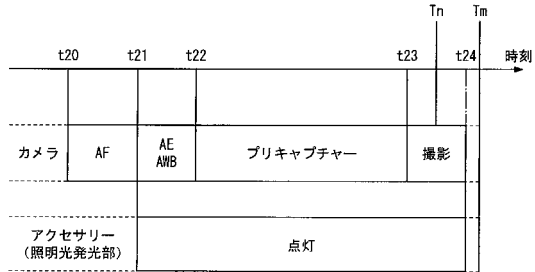 Tn Tm
t20 t21 t22 t23 t24 時刻
カメラ AF AE プリキャプチャー 撮影
AWB
アクセサリー 点灯
(照明光発光部)